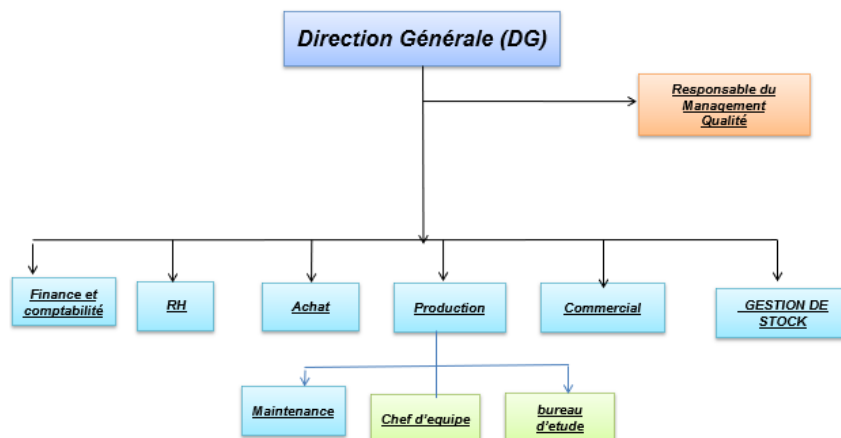 Direction Générale (DG)
Responsable du
Management
Qualité
Finance et
comptabilité
RH
Achat
Production
Commercial
GESTION DE
STOCK
Maintenance
Chef d'equipe
bureau
d'etude